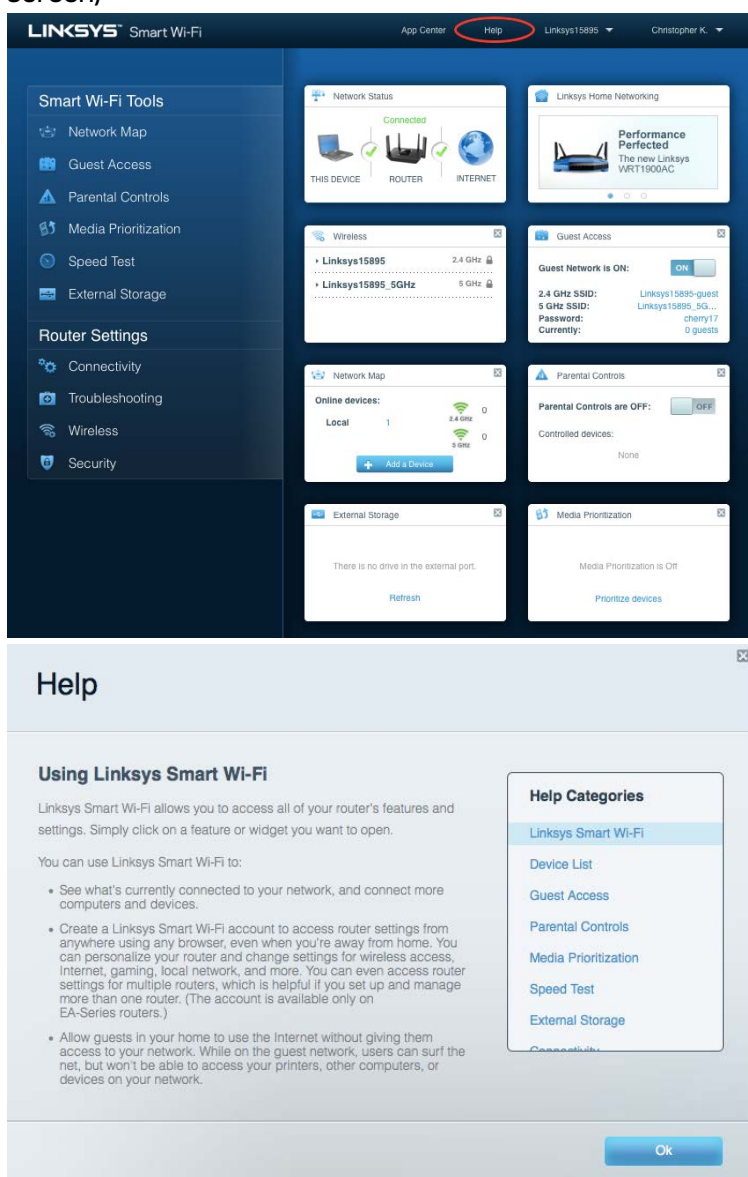 screen)
LINKSYS™ Smart Wi-Fi
App Center
Help
Linksys15895
Christopher K.
Smart Wi-Fi Tools
Network Map
Guest Access
Parental Controls
Media Prioritization
Speed Test
External Storage
Router Settings
Connectivity
Troubleshooting
Wireless
Security
Network Status
Connected
THIS DEVICE
ROUTER
INTERNET
Linksys Home Networking
Performance
Perfected
The new Linksys
WRT1900AC
Wireless
Linksys15895 2.4 GHz
Linksys15895_5GHz 5 GHz
Guest Access
Guest Network is ON: ON
2.4 GHz SSID: Linksys15895-guest
5 GHz SSID: Linksys15895_5G...
Password: cherry17
Currently: 0 guests
Network Map
Online devices:
Local 1
0
2.4 GHz
0
5 GHz
Add a Device
Parental Controls
Parental Controls are OFF: OFF
Controlled devices:
None
External Storage
There is no drive in the external port.
Refresh
Media Prioritization
Media Prioritization is Off
Prioritize devices
Help
Using Linksys Smart Wi-Fi
Linksys Smart Wi-Fi allows you to access all of your router's features and
settings. Simply click on a feature or widget you want to open.
You can use Linksys Smart Wi-Fi to:
• See what's currently connected to your network, and connect more
computers and devices.
• Create a Linksys Smart Wi-Fi account to access router settings from
anywhere using any browser, even when you're away from home. You
can personalize your router and change settings for wireless access,
Internet, gaming, local network, and more. You can even access router
settings for multiple routers, which is helpful if you set up and manage
more than one router. (The account is available only on
EA-Series routers.)
• Allow guests in your home to use the Internet without giving them
access to your network. While on the guest network, users can surf the
net, but won't be able to access your printers, other computers, or
devices on your network.
Help Categories
Linksys Smart Wi-Fi
Device List
Guest Access
Parental Controls
Media Prioritization
Speed Test
External Storage
Connectivity
Ok